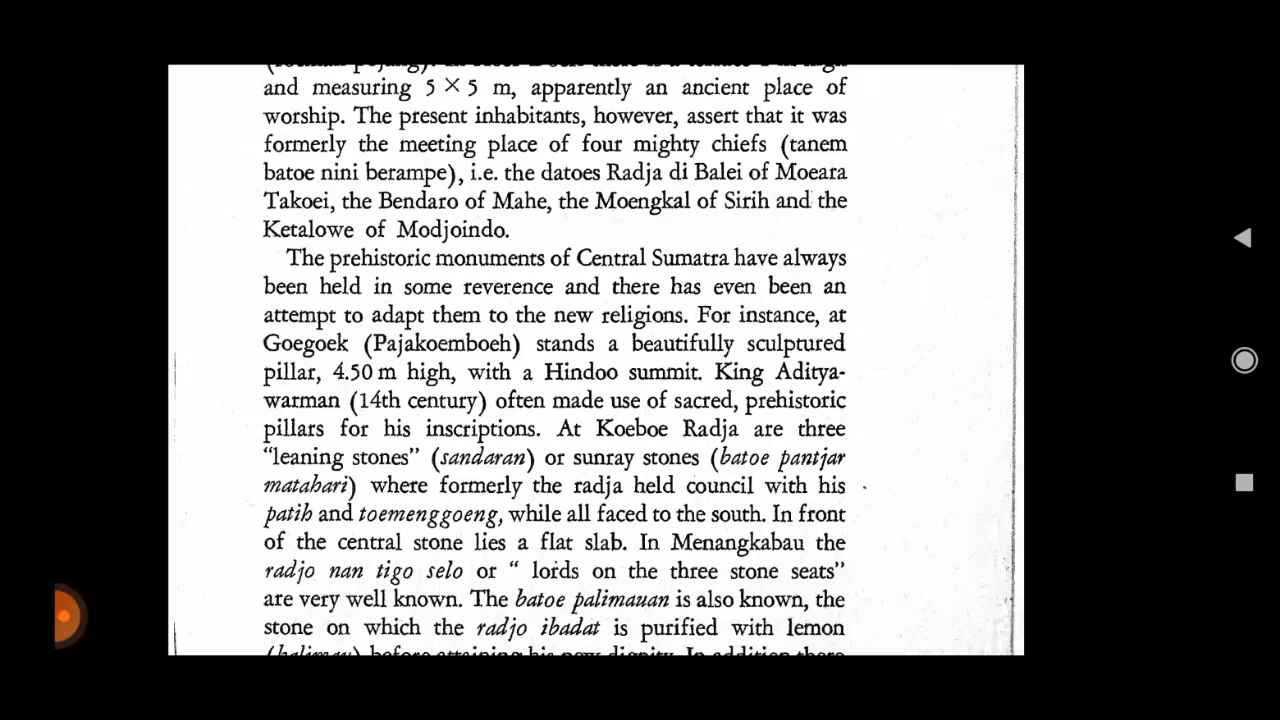 and measuring 5 × 5 m, apparently an ancient place of
worship. The present inhabitants, however, assert that it was
formerly the meeting place of four mighty chiefs (tanem
batoe nini berampe), i.e. the datoes Radja di Balei of Moeara
Takoei, the Bendaro of Mahe, the Moengkal of Sirih and the
Ketalowe of Modjoindo.
The prehistoric monuments of Central Sumatra have always
been held in some reverence and there has even been an
attempt to adapt them to the new religions. For instance, at
Goegoek (Pajakoemboeh) stands a beautifully sculptured
pillar, 4.50 m high, with a Hindoo summit. King Aditya-
warman (14th century) often made use of sacred, prehistoric
pillars for his inscriptions. At Koeboe Radja are three
“leaning stones” (sandaran) or sunray stones (batoe pantjar
matahari) where formerly the radja held council with his
patih and toemenggoeng, while all faced to the south. In front
of the central stone lies a flat slab. In Menangkabau the
radjo nan tigo selo or “ lords on the three stone seats”
are very well known. The batoe palimauan is also known, the
stone on which the radjo ibadat is purified with lemon
before attaining his new dignity. In addition there